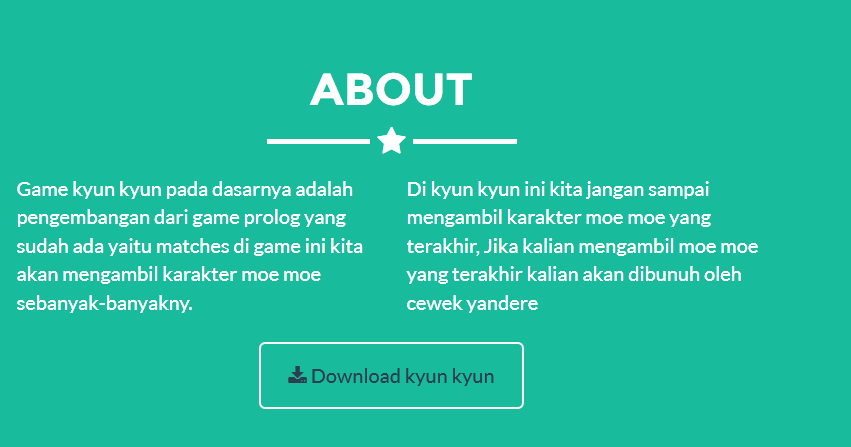 ABOUT
Game kyun kyun pada dasarnya adalah
pengembangan dari game prolog yang
sudah ada yaitu matches di game ini kita
akan mengambil karakter moe moe
sebanyak-banyakny.
Di kyun kyun ini kita jangan sampai
mengambil karakter moe moe yang
terakhir, Jika kalian mengambil moe moe
yang terakhir kalian akan dibunuh oleh
cewek yandere
Download kyun kyun